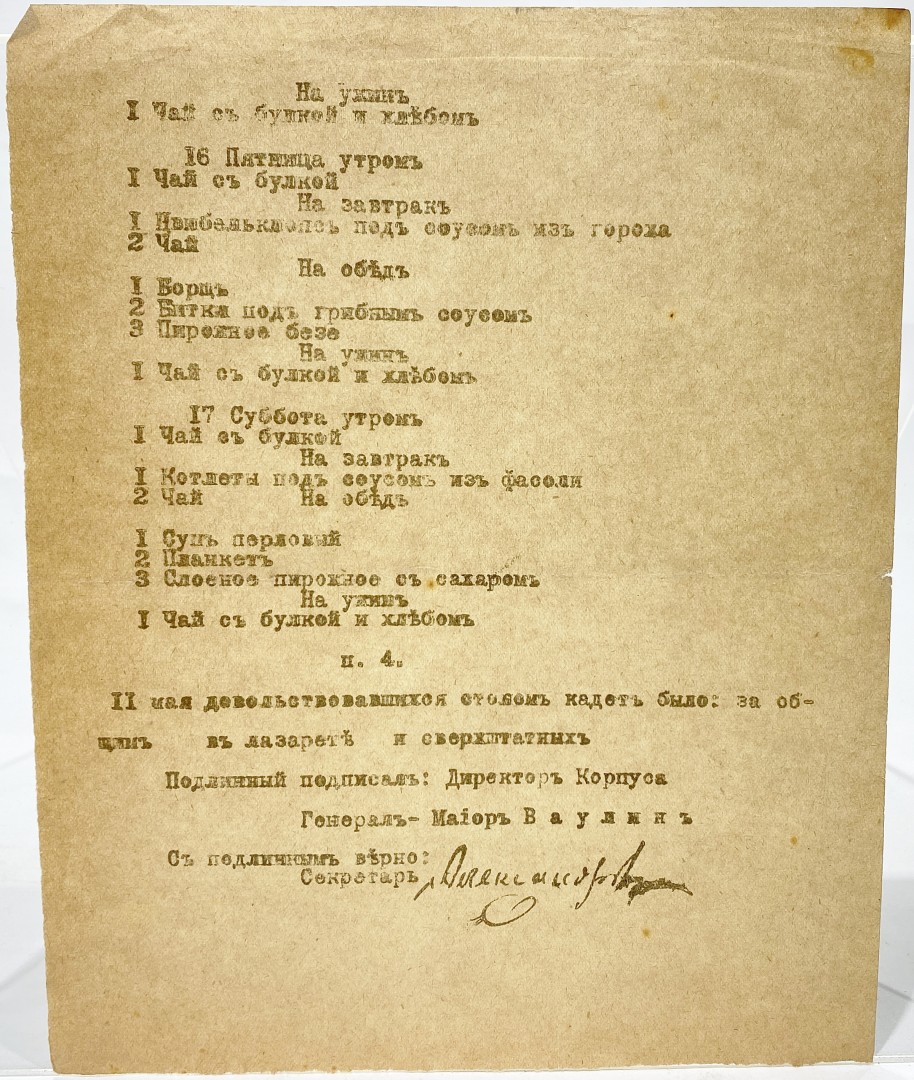 На ужинъ
I Чай съ булкой и хлѣбомъ
16 Пятница утромъ
I Чай съ булкой
На завтракъ
I Цвибельклопсъ подъ соусомъ изъ гороха
2 Чай
На обѣдъ
I Борщъ
2 Битки подъ грибнымъ соусомъ
3 Пирожное безе
На ужинъ
I Чай съ булкой и хлѣбомъ
17 Суббота утромъ
I Чай съ булкой
На завтракъ
I Котлеты подъ соусомъ изъ фасоли
2 Чай На обѣдъ
I Супъ перловый
2 Планкетъ
3 Слоеное пирожное съ сахаромъ
На ужинъ
I Чай съ булкой и хлѣбомъ
п. 4.
II мая довольствовавшихся столомъ кадетъ было: за об-
щимъ въ лазаретѣ и сверхштатныхъ
Подлинный подписалъ: Директоръ Корпуса
Генералъ- Маіоръ В а у л и н ъ
Съ подлиннымъ вѣрно:
Секретарь Александровъ